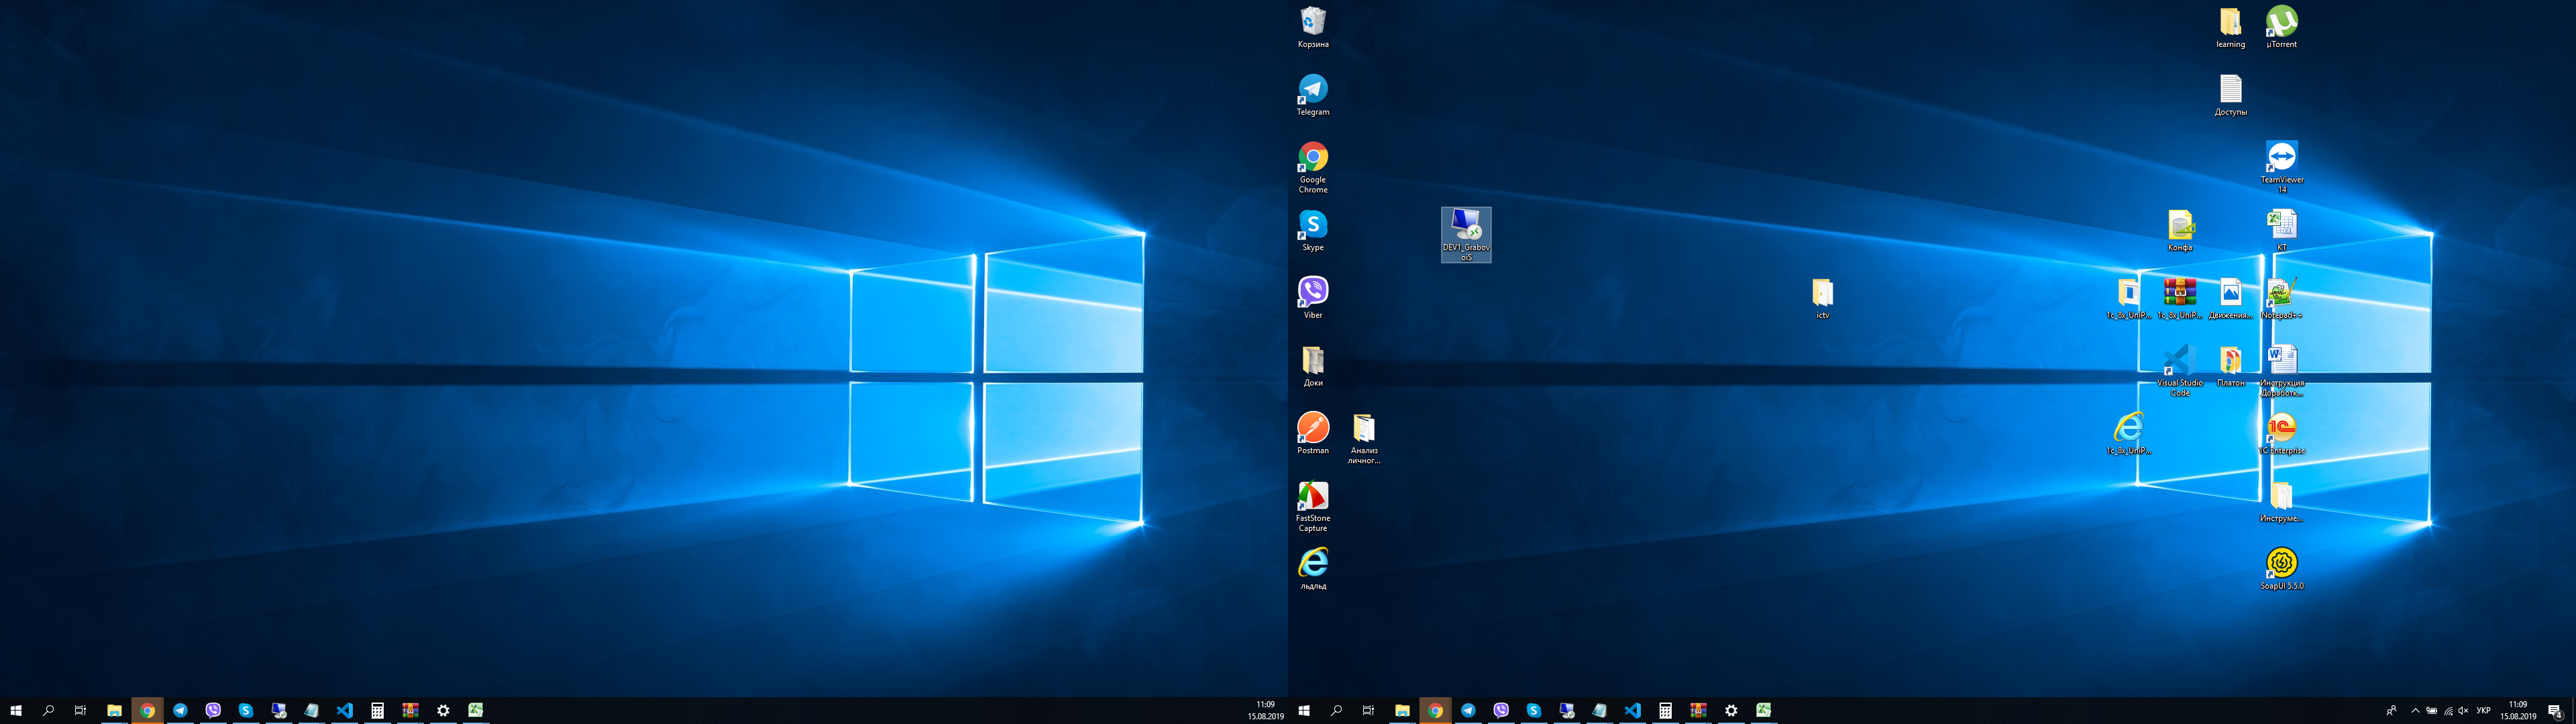 Корзина
learning
µTorrent
Telegram
Доступы
Google
Chrome
TeamViewer
14
Skype
DEV1_Grabov
oiS
Конфа
КТ
Viber
ictv
1c_8x_UniP...
1c_8x_UniP...
Движения...
Notepad++
Доки
Visual Studio
Code
Платон
Инструкция
Доработк...
Postman
Анализ
личног...
1c_8x_UniP...
1C Enterprise
FastStone
Capture
Инструме...
льдльд
SoapUI 5.5.0
11:09
15.08.2019
УКР
11:09
15.08.2019
4